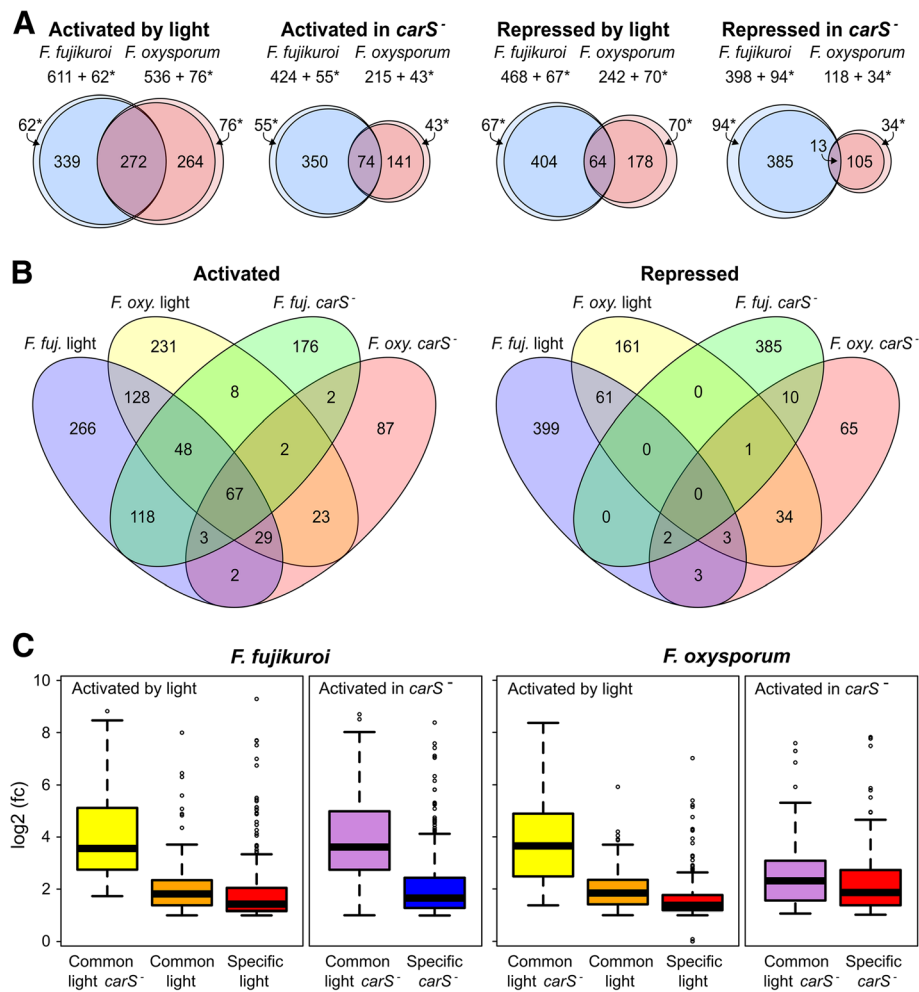 A
Activated by light
F. fujikuroi F. oxysporum
611 + 62* 536 + 76*
62* 76*
339 272 264
Activated in carS-
F. fujikuroi F. oxysporum
424 + 55* 215 + 43*
55* 43*
350 74 141
Repressed by light
F. fujikuroi F. oxysporum
468 + 67* 242 + 70*
67* 70*
404 64 178
Repressed in carS-
F. fujikuroi F. oxysporum
398 + 94* 118 + 34*
94* 34*
385 13 105
B
Activated
F. oxy. light F. fuj. carS-
F. fuj. light F. oxy. carS-
231 176
128 8 2
266 87
48 2
67
118 23
3 29
2
Repressed
F. oxy. light F. fuj. carS-
F. fuj. light F. oxy. carS-
161 385
61 0 10
399 65
0 1
0
0 34
2 3
3
C
F. fujikuroi F. oxysporum
log2 (fc)
10
8
6
4
2
0
Activated by light
Common light carS-
Common light
Specific light
Activated in carS-
Common light carS-
Specific carS-
Activated by light
Common light carS-
Common light
Specific light
Activated in carS-
Common light carS-
Specific carS-